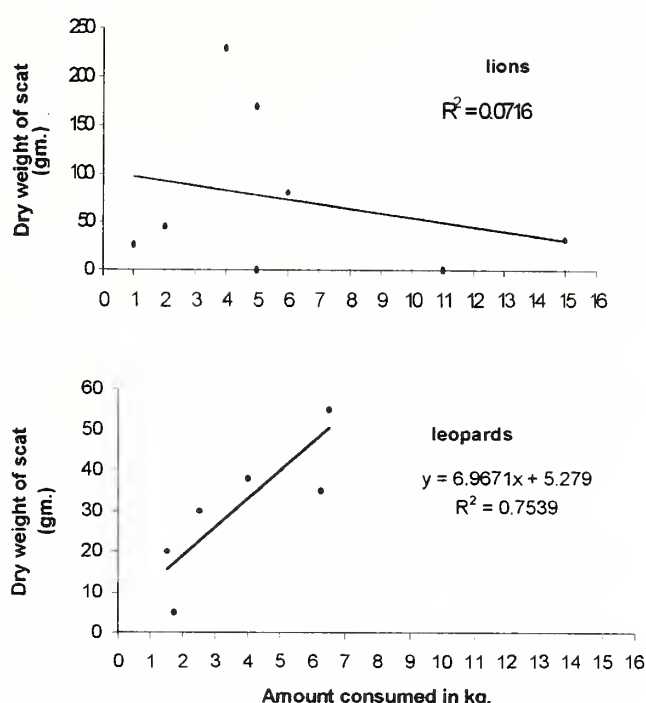 250
200
150
100
50
0
0 1 2 3 4 5 6 7 8 9 10 11 12 13 14 15 16
Dry weight of scat
(gm.)
lions
R² =0.0716
60
50
40
30
20
10
0
0 1 2 3 4 5 6 7 8 9 10 11 12 13 14 15 16
Dry weight of scat
(gm.)
leopards
y = 6.9671x + 5.279
R² = 0.7539
Amount consumed in kg.